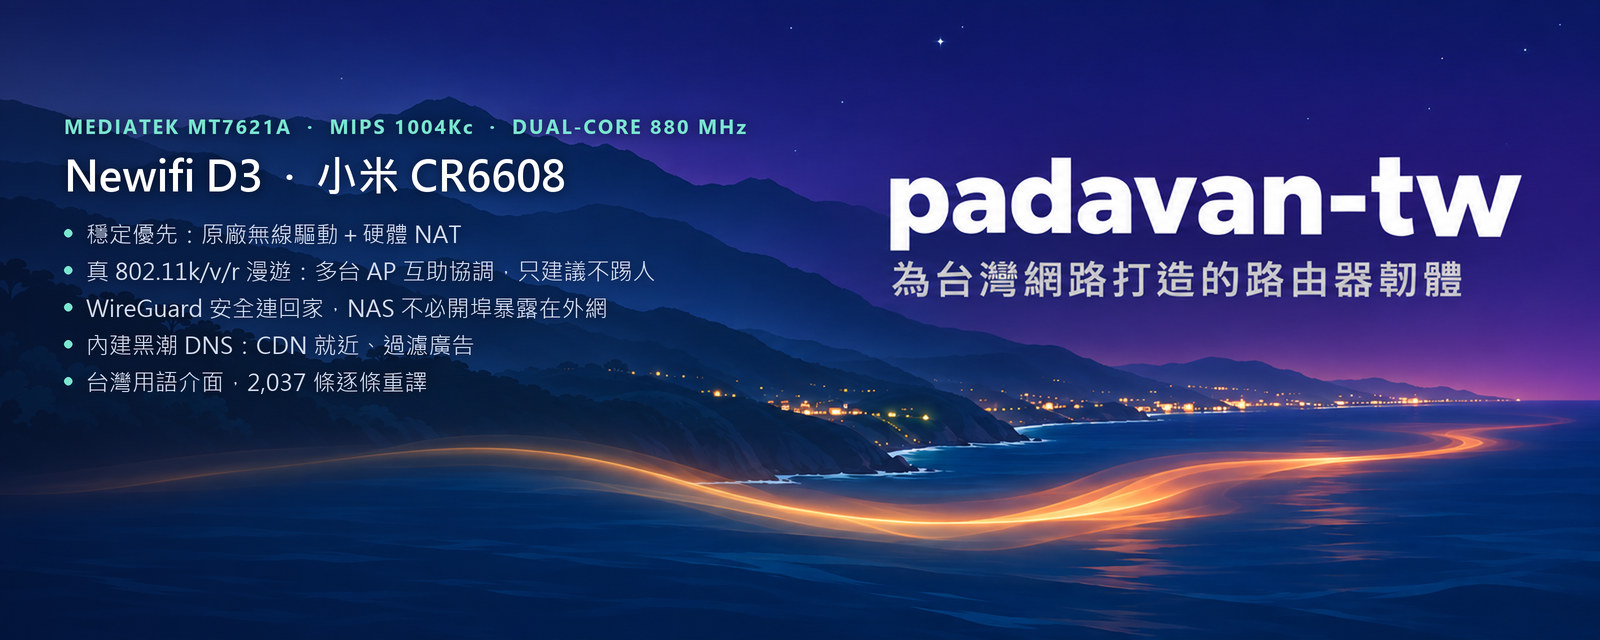 MEDIATEK MT7621A · MIPS 1004Kc · DUAL-CORE 880 MHz
Newifi D3 · 小米 CR6608
• 穩定優先：原廠無線驅動 + 硬體 NAT
• 真 802.11k/v/r 漫遊：多台 AP 互助協調，只建議不踢人
• WireGuard 安全連回家，NAS 不必開埠暴露在外網
• 內建黑潮 DNS：CDN 就近、過濾廣告
• 台灣用語介面，2,037 條逐條重譯
padavan-tw
為台灣網路打造的路由器韌體